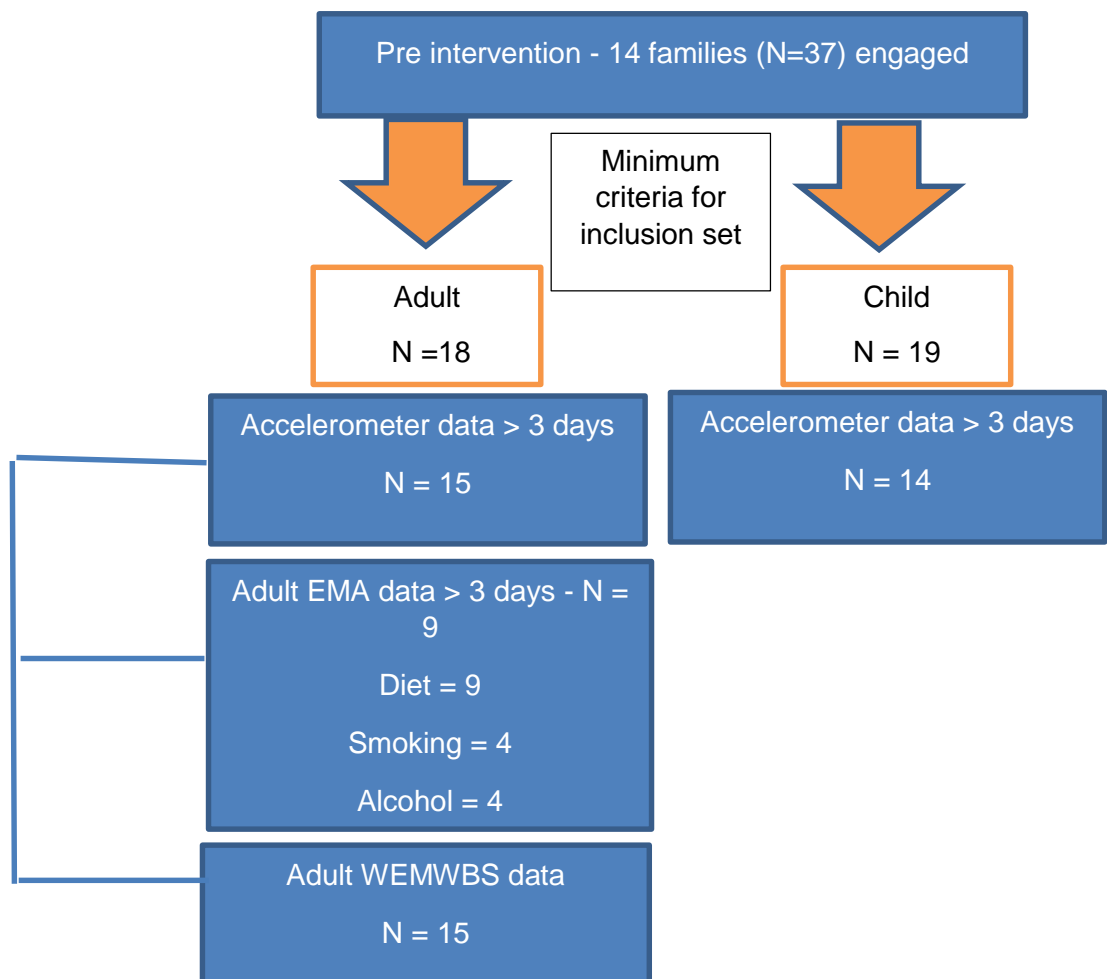 Pre intervention - 14 families (N=37) engaged
Minimum
criteria for
inclusion set
Adult
N =18
Child
N = 19
Accelerometer data > 3 days
N = 15
Accelerometer data > 3 days
N = 14
Adult EMA data > 3 days - N =
9
Diet = 9
Smoking = 4
Alcohol = 4
Adult WEMWBS data
N = 15